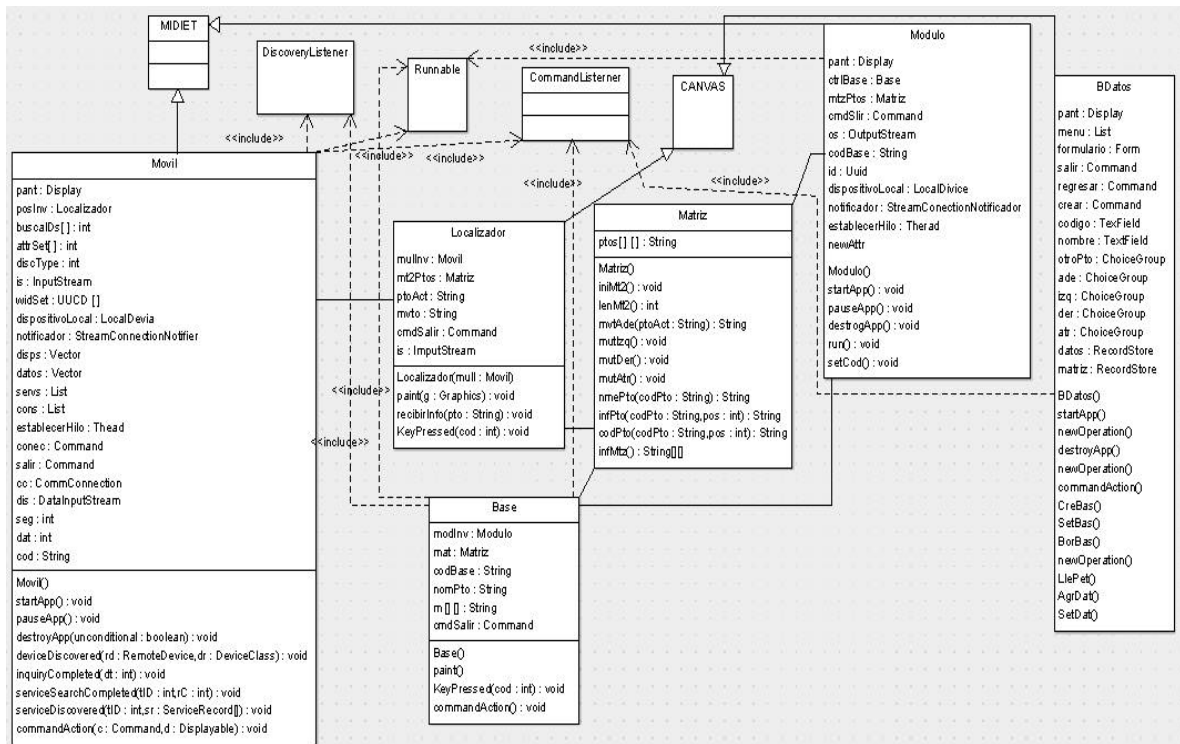 MIDIET
DiscoveryListener
Runnable
<<include>>
CommandListerner
CANVAS
Modulo
pant : Display
ctrlBase : Base
mtzPtos : Matriz
cmdSlir : Command
os : OutputStream
codBase : String
id : Uuid
dispositivoLocal : LocalDivice
notificador : StreamConectionNotificador
establecerHilo : Therad
newAttr
Modulo()
startApp() : void
pauseApp() : void
destrogApp() : void
run() : void
setCod() : void
BDatos
pant : Display
menu : List
formulario : Form
salir : Command
regresar : Command
crear : Command
codigo : TexField
nombre : TextField
otroPto : ChoiceGroup
ade : ChoiceGroup
izq : ChoiceGroup
der : ChoiceGroup
atr : ChoiceGroup
datos : RecordStore
matriz : RecordStore
BDatos()
startApp()
newOperation()
destroyApp()
newOperation()
commandAction()
CreBas()
SetBas()
BorBas()
newOperation()
LlePet()
AgrDat()
SetDat()
<<include>>
<<include>>
<<include>>
<<include>>
<<include>>
Movil
pant : Display
posInv : Localizador
buscaIDs[ ] : int
attrSet[ ] : int
discType : int
is : InputStream
widSet : UUCD []
dispositivoLocal : LocalDevia
notificador : StreamConnectionNotifier
disps : Vector
datos : Vector
servs : List
cons : List
establecerHilo : Thead
conec : Command
salir : Command
cc : CommConnection
dis : DataInputStream
seg : int
dat : int
cod : String
Movil()
startApp() : void
pauseApp() : void
destroyApp(unconditional : boolean) : void
deviceDiscovered(rd : RemoteDevice,dr : DeviceClass) : void
inquiryCompleted(dt : int) : void
serviceSearchCompleted(tID : int,rC : int) : void
serviceDiscovered(tID : int,sr : ServiceRecord[]) : void
commandAction(c : Command,d : Displayable) : void
Localizador
mulInv : Movil
mt2Ptos : Matriz
ptoAct : String
mvto : String
cmdSalir : Command
is : ImputStream
Localizador(mull : Movil)
paint(g : Graphics) : void
recibirInfo(pto : String) : void
KeyPressed(cod : int) : void
<<include>>
<<include>>
Matriz
ptos[ ] [ ] : String
Matriz()
iniMt2() : void
lenMt2() : int
mvtAde(ptoAct : String) : String
mutIzq() : void
mutDer() : void
mutAtr() : void
nmePto(codPto : String) : String
infPto(codPto : String,pos : int) : String
codPto(codPto : String,pos : int) : String
infMtz() : String[][]
Base
modInv : Modulo
mat : Matriz
codBase : String
nomPto : String
m [] [] : String
cmdSalir : Command
Base()
paint()
KeyPressed(cod : int) : void
commandAction() : void